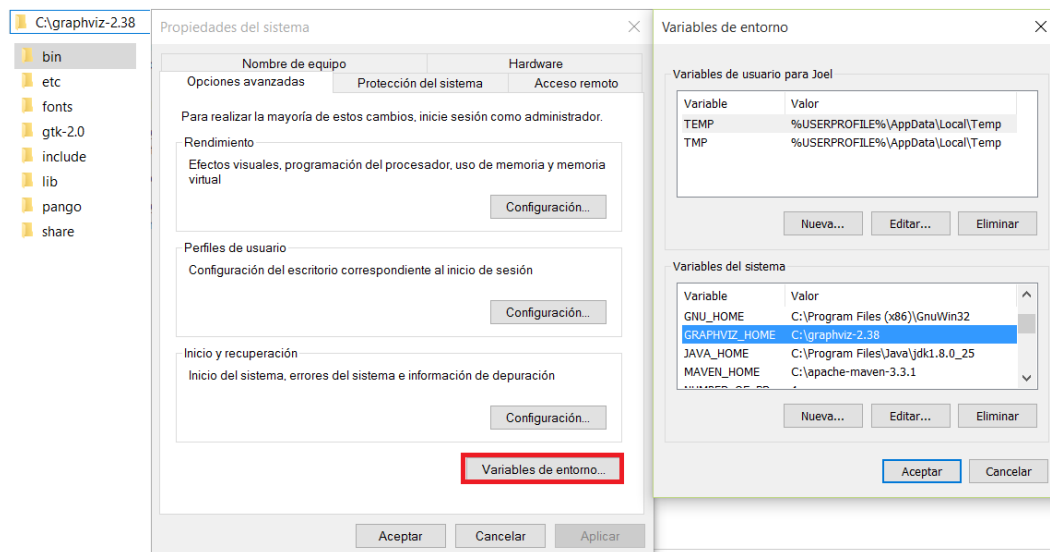 C:\graphviz-2.38
bin
etc
fonts
gtk-2.0
include
lib
pango
share
Propiedades del sistema
Nombre de equipo Hardware
Opciones avanzadas Protección del sistema Acceso remoto
Para realizar la mayoría de estos cambios, inicie sesión como administrador.
Rendimiento
Efectos visuales, programación del procesador, uso de memoria y memoria
virtual
Configuración...
Perfiles de usuario
Configuración del escritorio correspondiente al inicio de sesión
Configuración...
Inicio y recuperación
Inicio del sistema, errores del sistema e información de depuración
Configuración...
Variables de entorno...
Aceptar Cancelar Aplicar
Variables de entorno
Variables de usuario para Joel
Variable Valor
TEMP %USERPROFILE%\AppData\Local\Temp
TMP %USERPROFILE%\AppData\Local\Temp
Nueva... Editar... Eliminar
Variables del sistema
Variable Valor
GNU_HOME C:\Program Files (x86)\GnuWin32
GRAPHVIZ_HOME C:\graphviz-2.38
JAVA_HOME C:\Program Files\Java\jdk1.8.0_25
MAVEN_HOME C:\apache-maven-3.3.1
Nueva... Editar... Eliminar
Aceptar Cancelar